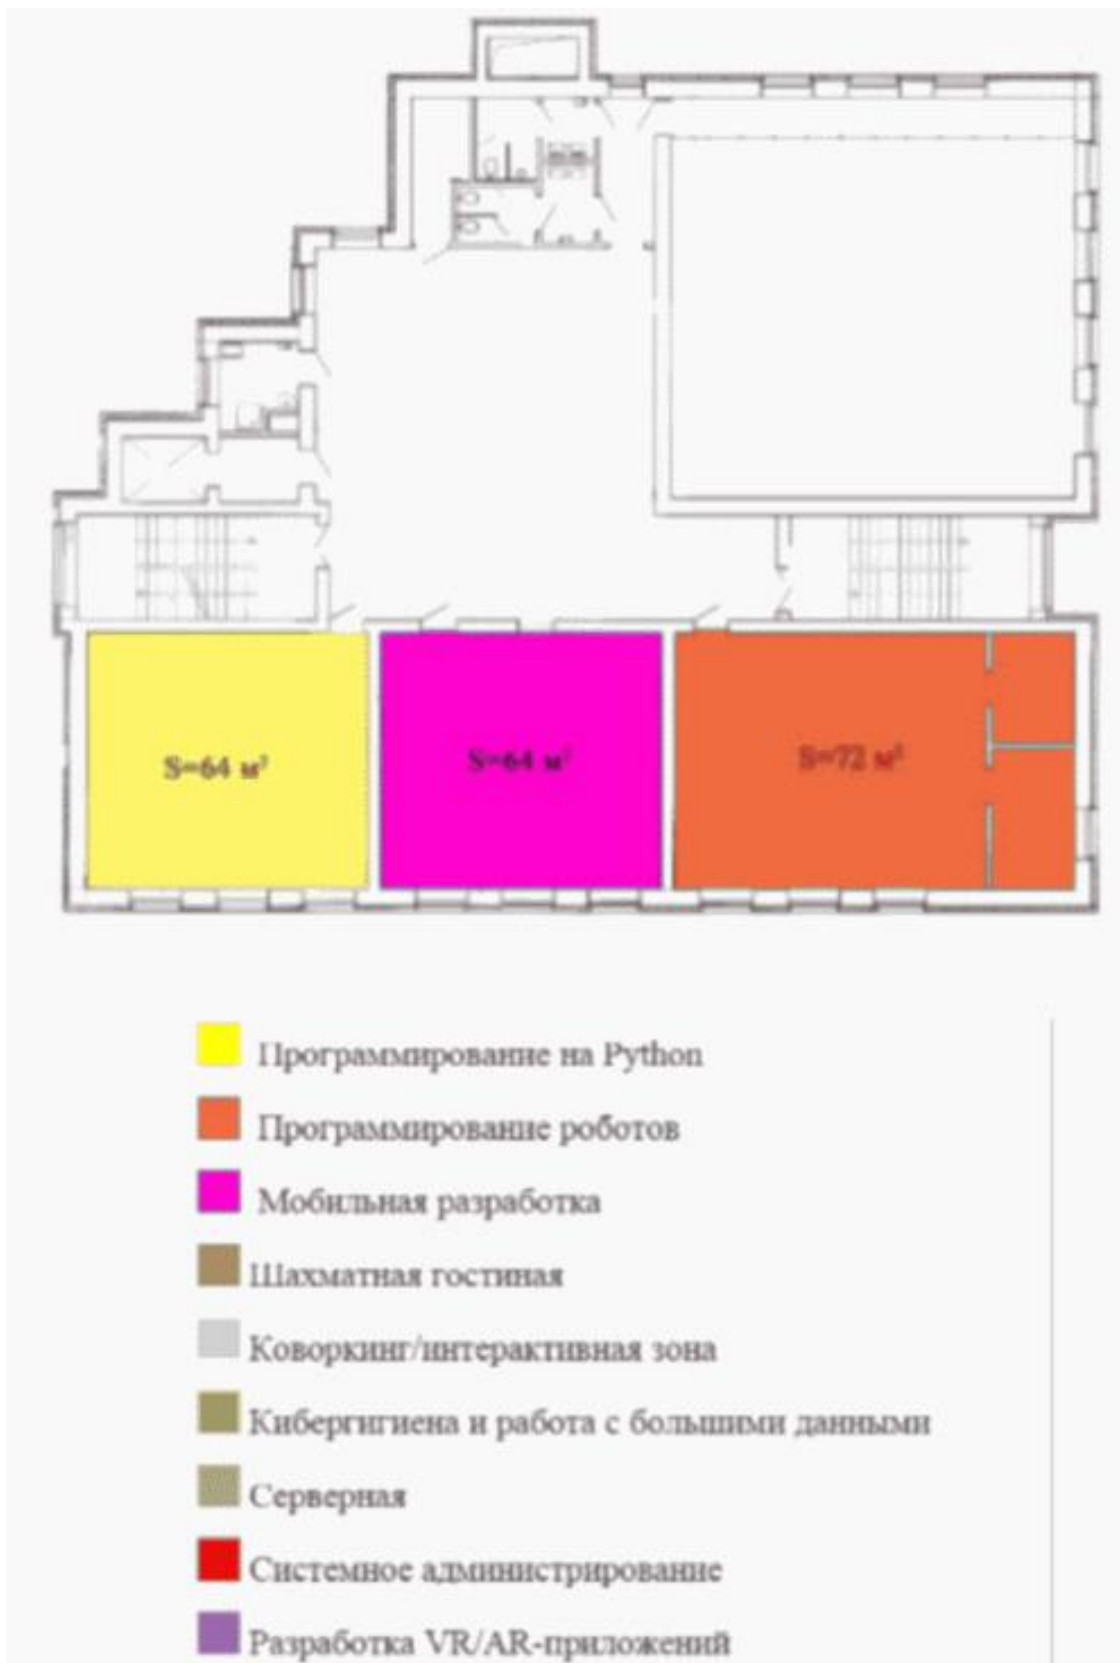 S=64 м²
S=64 м²
S=72 м²
Программирование на Python
Программирование роботов
Мобильная разработка
Шахматная гостиная
Коворкинг/интерактивная зона
Кибергигиена и работа с большими данными
Серверная
Системное администрирование
Разработка VR/AR-приложений